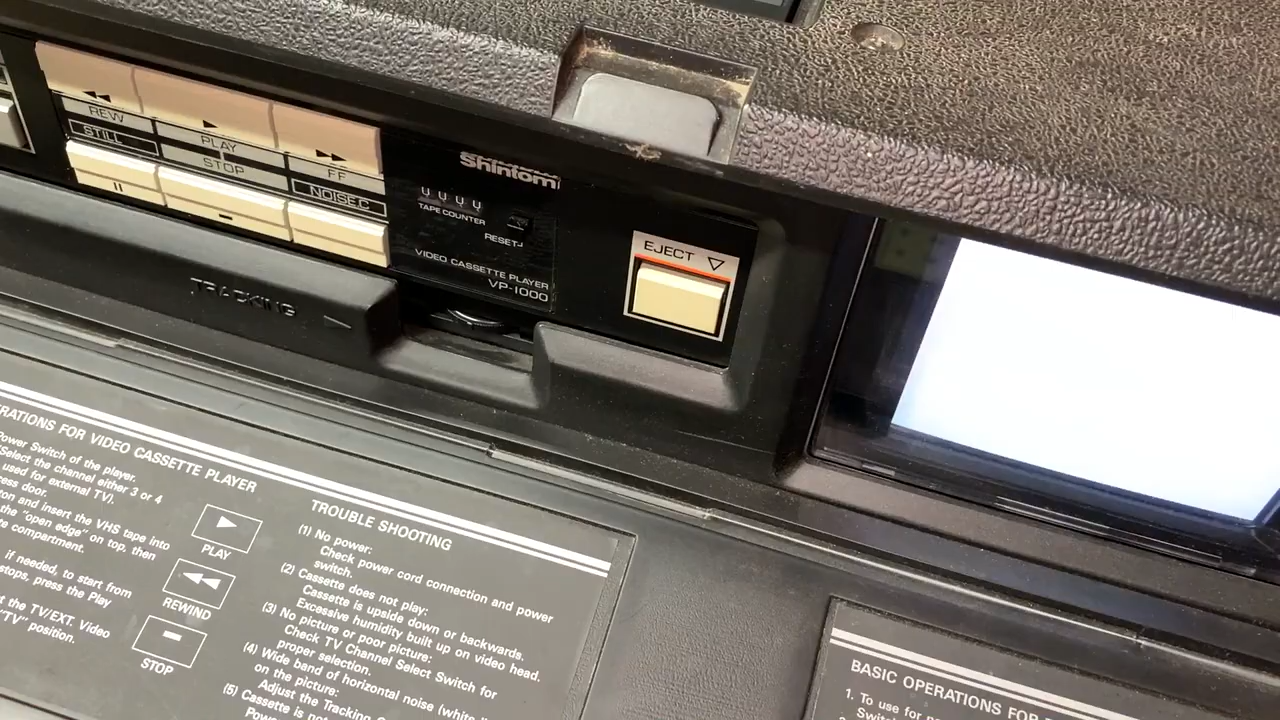 REW
STILL
PLAY
STOP
FF
NOISE C
Shintom
TAPE COUNTER
RESET
VIDEO CASSETTE PLAYER
VP-1000
EJECT
TRACKING
FOR VIDEO CASSETTE PLAYER
Power Switch of the player.
Select the channel either 3 or 4
used for external TV).
door.
and insert the VHS tape into
the "open edge" on top, then
compartment.
if needed, to start from
stops, press the Play
the TV/EXT. Video
"TV" position.
PLAY
REWIND
STOP
TROUBLE SHOOTING
(1) No power:
Check power cord connection and power
switch.
(2) Cassette does not play:
Cassette is upside down or backwards.
Excessive humidity built up on video head.
(3) No picture or poor picture:
Check TV Channel Select Switch for
proper selection.
(4) Wide band of horizontal noise (white
on the picture:
Adjust the Tracking
(5) Cassette is
BASIC OPERATIONS FOR
1. To use for